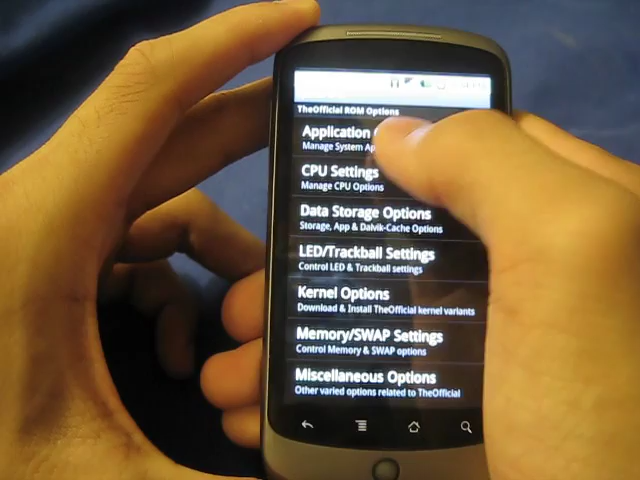 TheOfficial ROM Options
Application
Manage System
CPU Settings
Manage CPU Options
Data Storage Options
Storage, App & Dalvik-Cache Options
LED/Trackball Settings
Control LED & Trackball settings
Kernel Options
Download & Install TheOfficial kernel variants
Memory/SWAP Settings
Control Memory & SWAP options
Miscellaneous Options
Other varied options related to TheOfficial